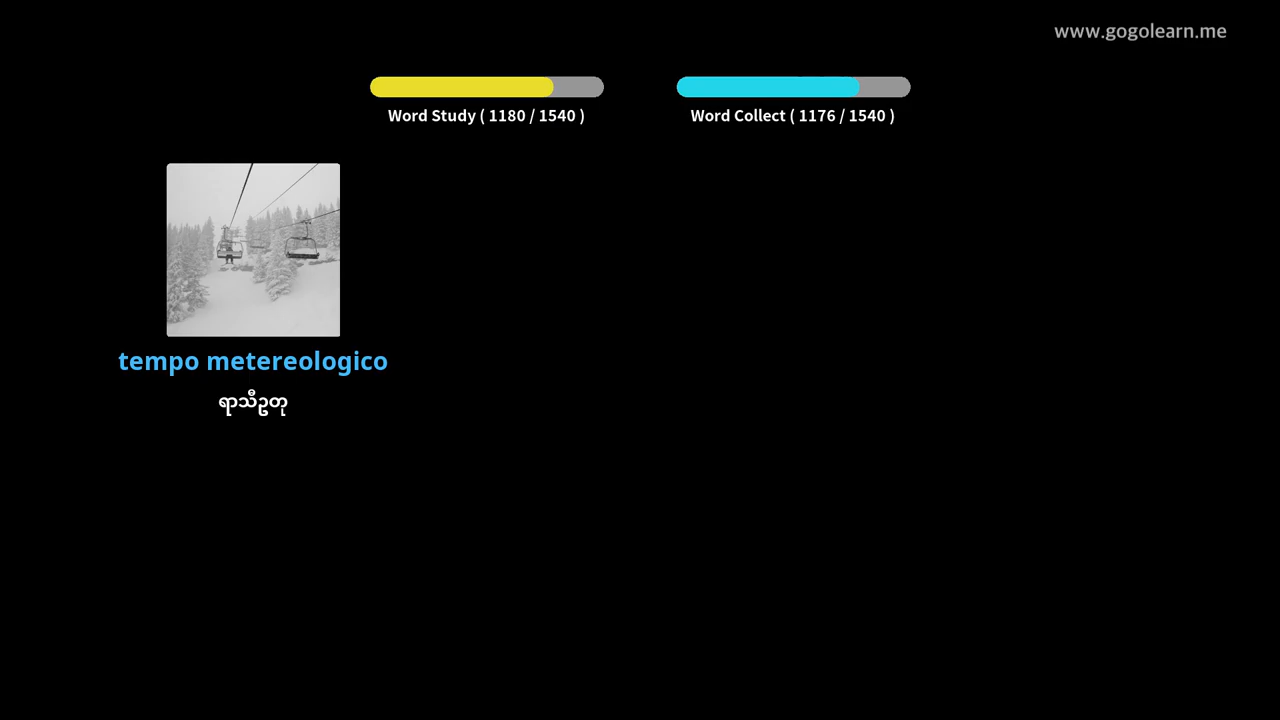 www.gogolearn.me
Word Study ( 1180 / 1540 )
Word Collect ( 1176 / 1540 )
tempo metereologico
ရာသီဥတု